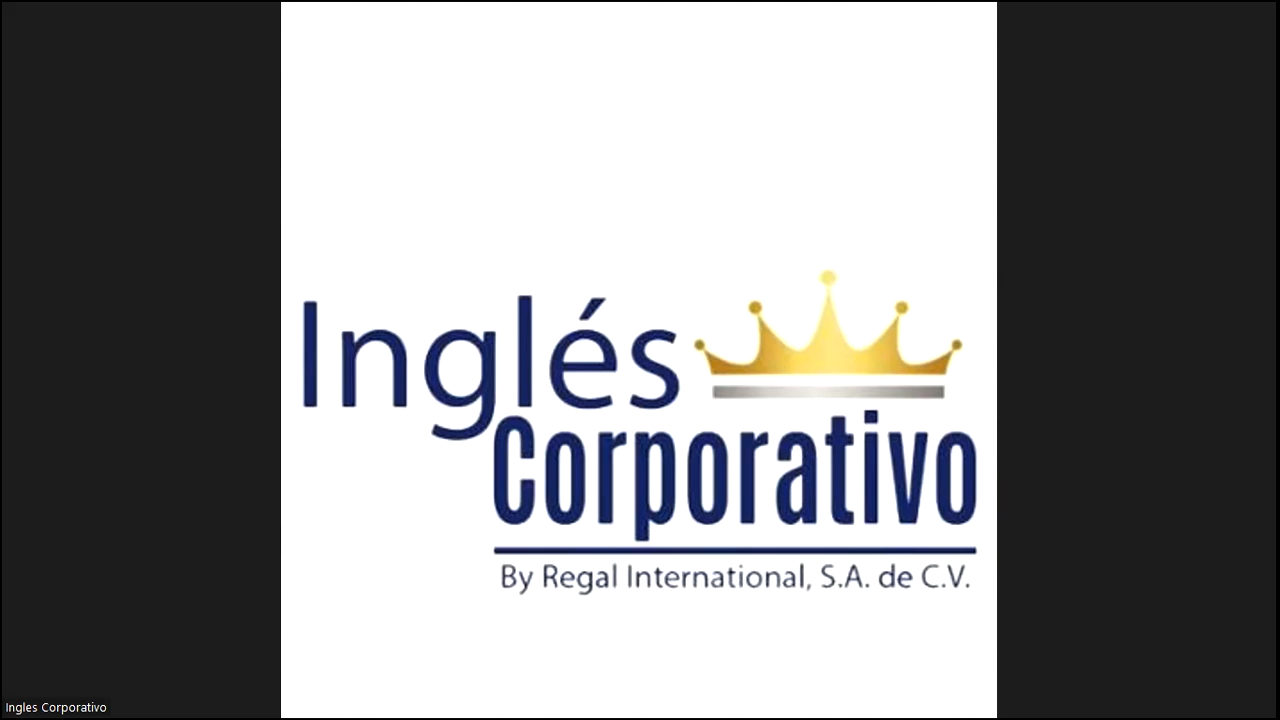 Inglés
Corporativo
By Regal International, S.A. de C.V.
Ingles Corporativo